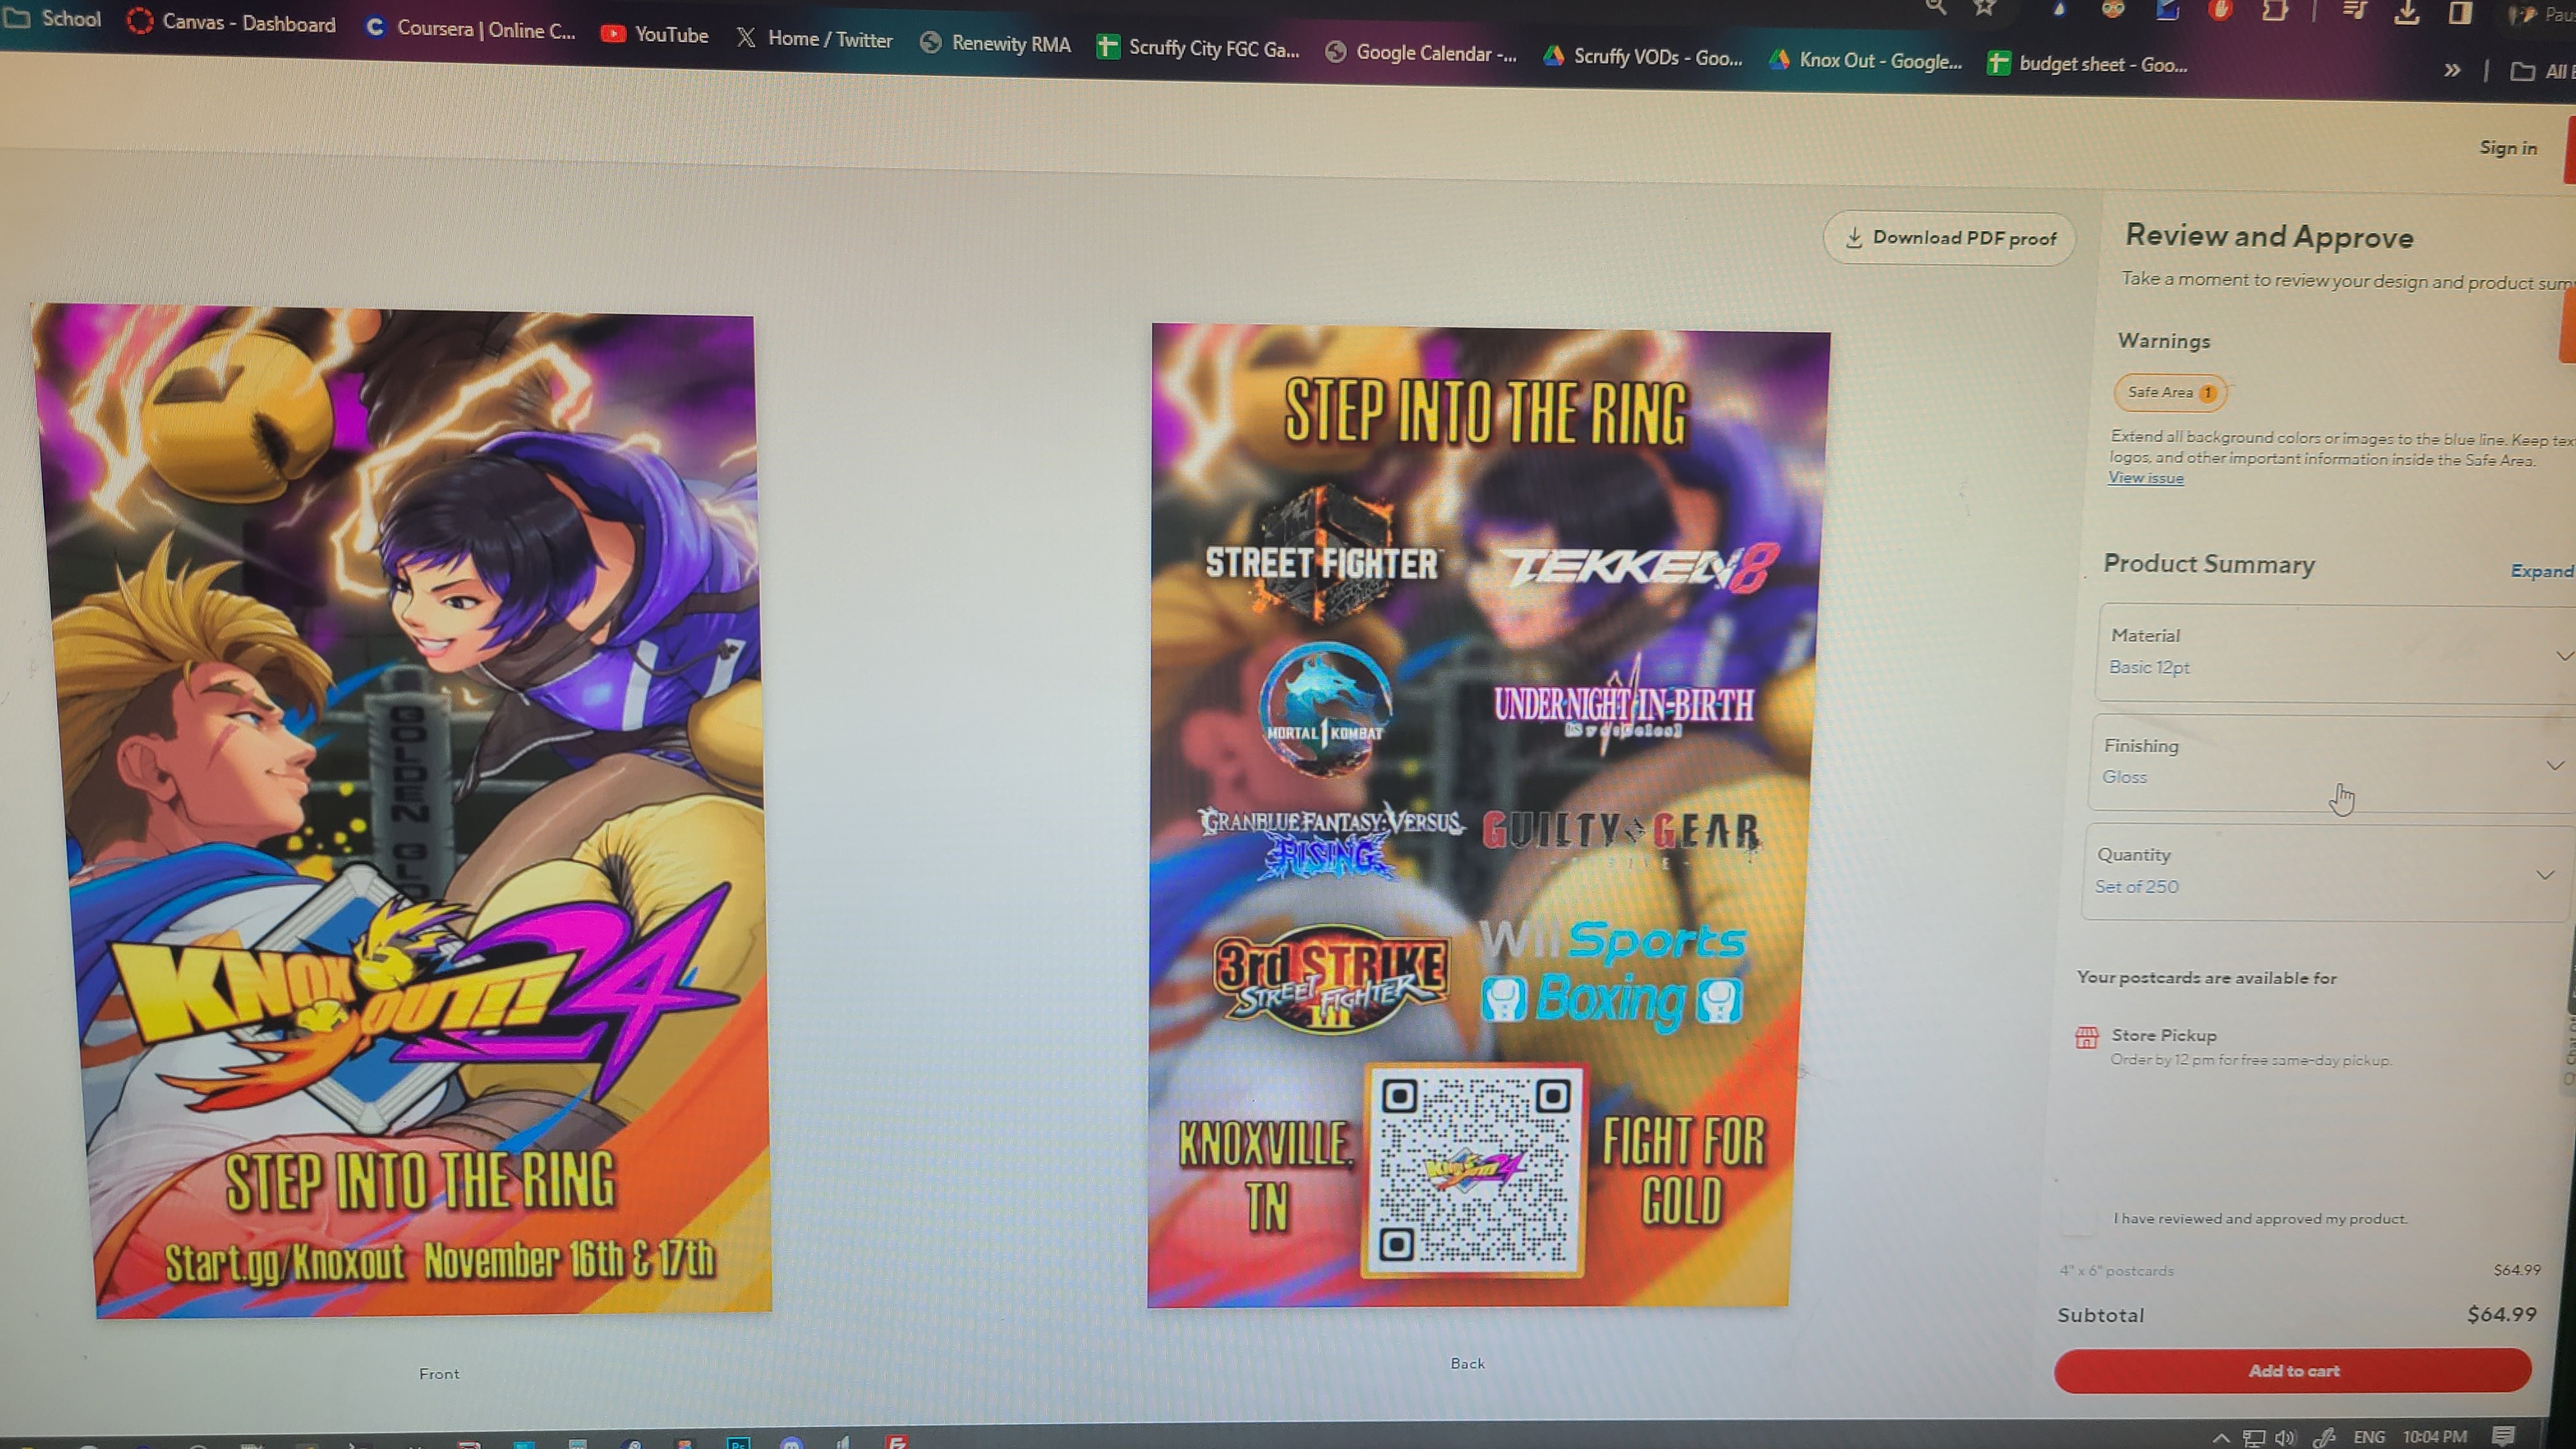 School
Canvas - Dashboard
Coursera | Online C...
YouTube
Home / Twitter
Renewity RMA
Scruffy City FGC Ga...
Google Calendar -...
Scruffy VODs - Goo...
Knox Out - Google...
budget sheet - Goo...
»
Sign in
Download PDF proof
Review and Approve
Take a moment to review your design and product
Warnings
Safe Area 1
Extend all background colors or images to the blue line. Keep
logos, and other important information inside the Safe Area.
View issue
Product Summary
Expand
Material
Basic 12pt
Finishing
Gloss
Quantity
Set of 250
Your postcards are available for
Store Pickup
Order by 12 pm for free same-day pickup.
I have reviewed and approved my product.
4" x 6" postcards
$64.99
Subtotal
$64.99
Add to cart
GOLDEN
KNOX
OUT!!! 24
STEP INTO THE RING
Start.gg/Knoxout November 16th & 17th
Front
STEP INTO THE RING
STREET FIGHTER
TEKKEN 8
MORTAL 1 KOMBAT
UNDER NIGHT IN-BIRTH
GRANBLUE FANTASY: VERSUS
RISING
GUILTY GEAR
3rd STRIKE
STREET FIGHTER
III
Wii Sports
Boxing
KNOXVILLE,
TN
FIGHT FOR
GOLD
Back
ENG
10:04 PM